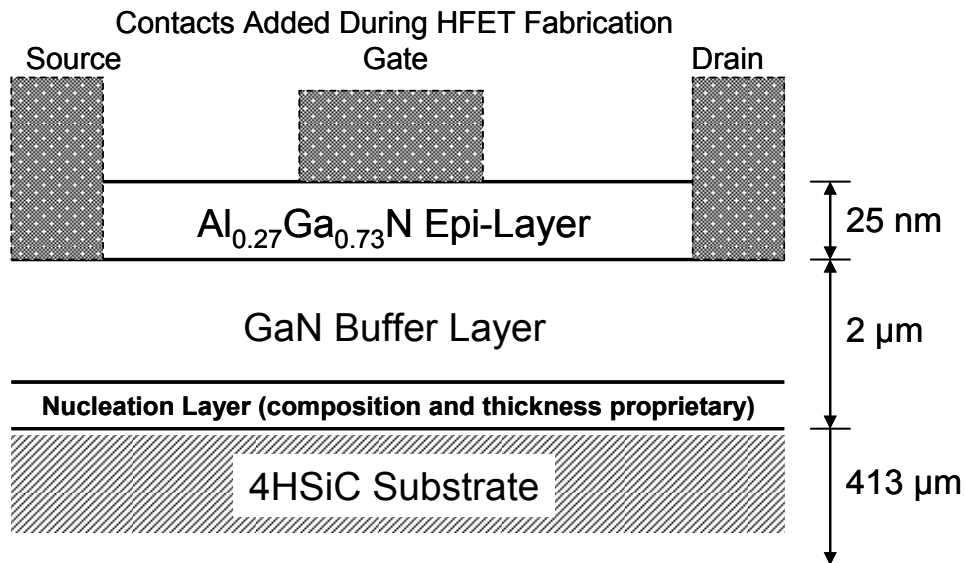 Contacts Added During HFET Fabrication
Source Gate Drain
Al0.27Ga0.73N Epi-Layer
25 nm
GaN Buffer Layer
2 µm
Nucleation Layer (composition and thickness proprietary)
4HSiC Substrate
413 µm